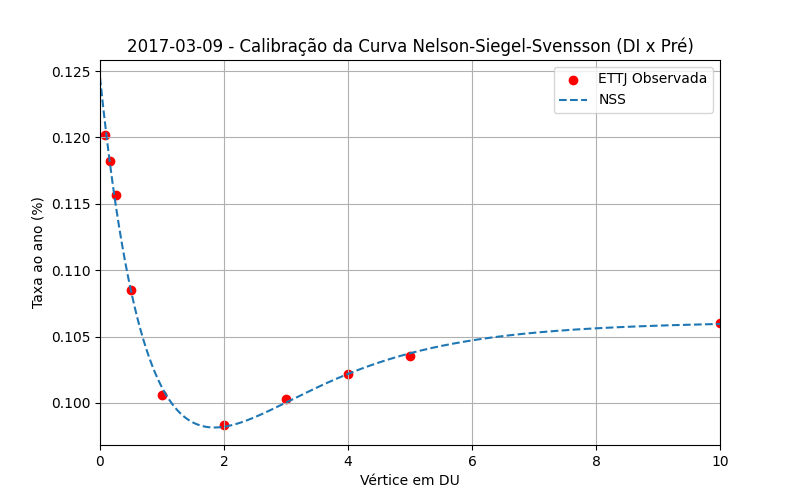 2017-03-09 - Calibração da Curva Nelson-Siegel-Svensson (DI x Pré)
ETTJ Observada
NSS
Taxa ao ano (%)
0.125
0.120
0.115
0.110
0.105
0.100
0 2 4 6 8 10
Vértice em DU